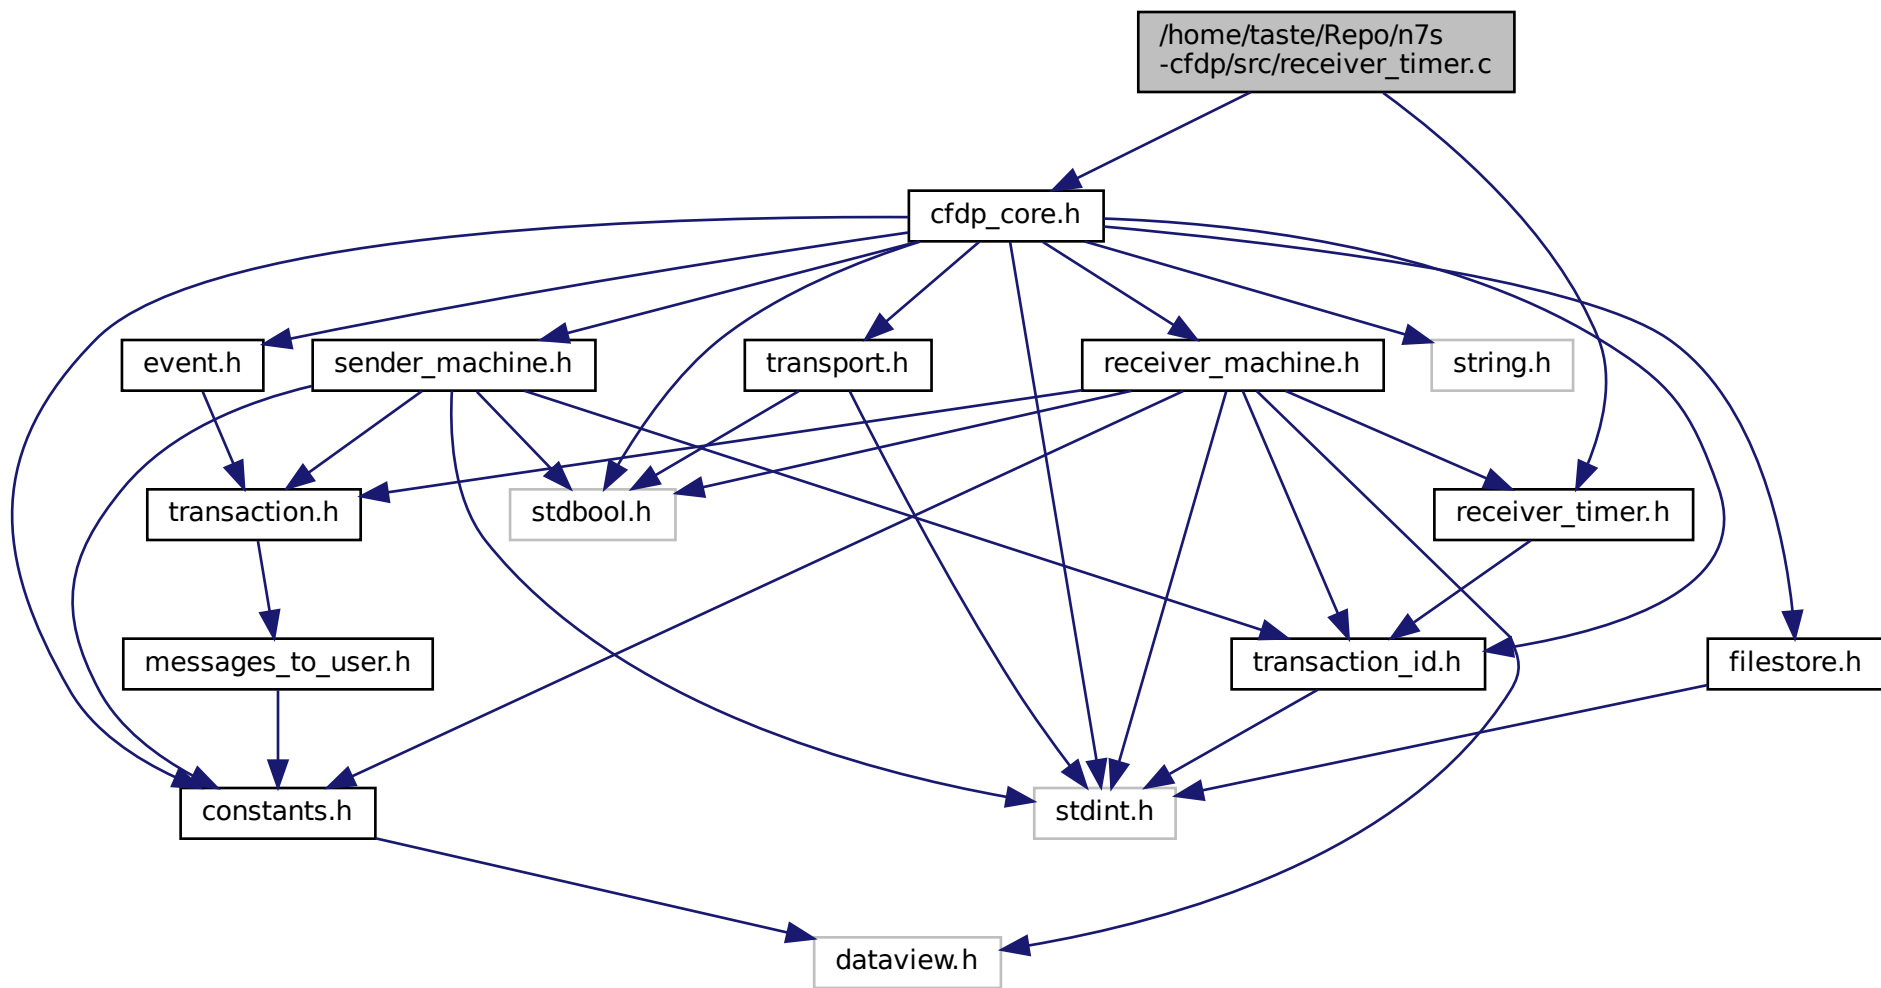 /home/taste/Repo/n7s
-cfdp/src/receiver_timer.c
cfdp_core.h
event.h
sender_machine.h
transport.h
receiver_machine.h
string.h
transaction.h
stdbool.h
receiver_timer.h
messages_to_user.h
transaction_id.h
filestore.h
constants.h
stdint.h
dataview.h